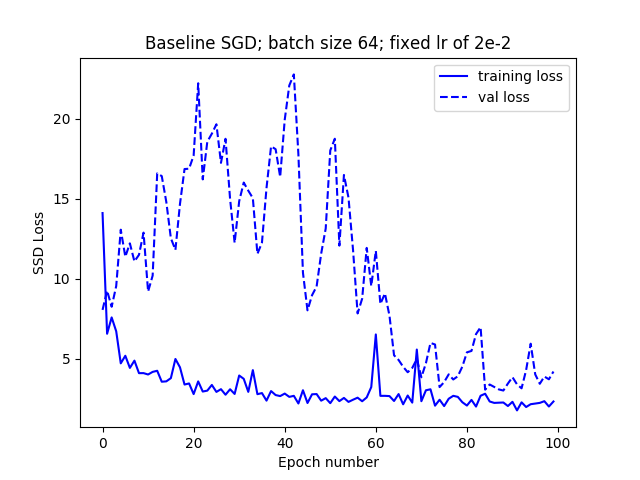 Baseline SGD; batch size 64; fixed lr of 2e-2
training loss
val loss
20
15
10
5
SSD Loss
0 20 40 60 80 100
Epoch number